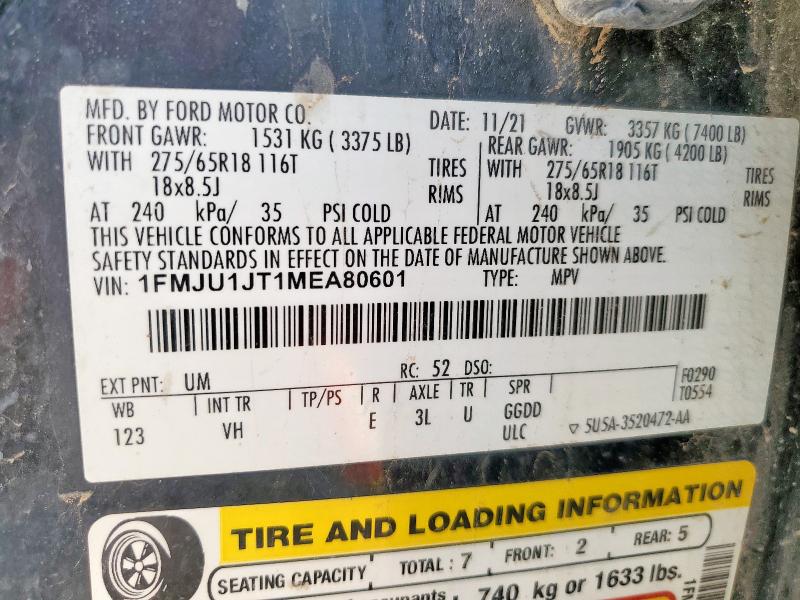 MFD. BY FORD MOTOR CO. DATE: 11/21 GVWR: 3357 KG ( 7400 LB)
FRONT GAWR: 1531 KG ( 3375 LB) REAR GAWR: 1905 KG ( 4200 LB)
WITH 275/65R18 116T TIRES WITH 275/65R18 116T TIRES
18x8.5J RIMS 18x8.5J RIMS
AT 240 kPa/ 35 PSI COLD AT 240 kPa/ 35 PSI COLD
THIS VEHICLE CONFORMS TO ALL APPLICABLE FEDERAL MOTOR VEHICLE
SAFETY STANDARDS IN EFFECT ON THE DATE OF MANUFACTURE SHOWN ABOVE.
VIN: 1FMJU1JT1MEA80601 TYPE: MPV
EXT PNT: UM RC: 52 DSO: F0290
WB INT TR TP/PS R AXLE TR SPR T0554
123 VH E 3L U GGDD
ULC ▽ 5U5A-3520472-AA
TIRE AND LOADING INFORMATION
SEATING CAPACITY TOTAL : 7 FRONT: 2 REAR: 5
740 kg or 1633 lbs.